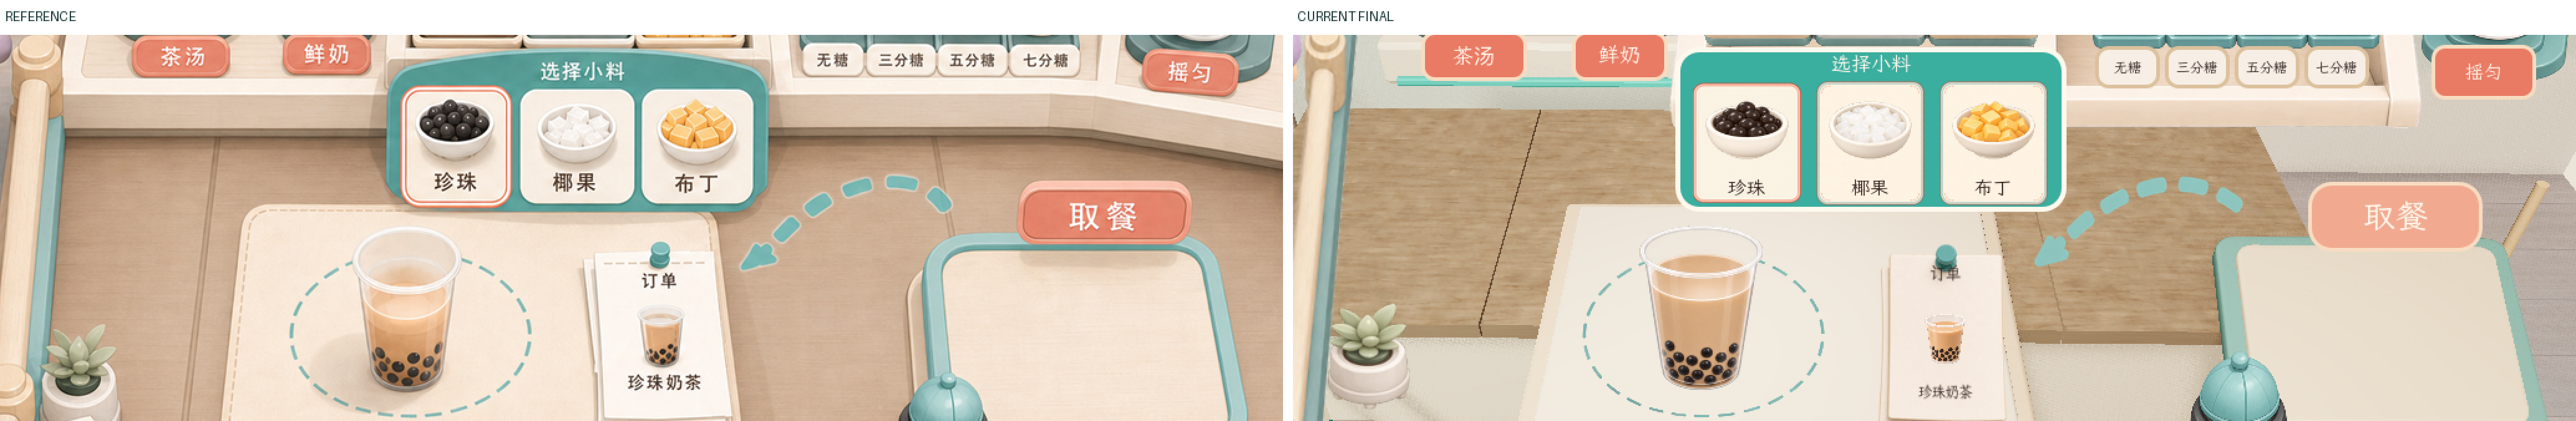 REFERENCE
茶汤
鲜奶
无糖
三分糖
五分糖
七分糖
摇匀
选择小料
珍珠
椰果
布丁
取餐
订单
珍珠奶茶
CURRENT FINAL
茶汤
鲜奶
无糖
三分糖
五分糖
七分糖
摇匀
选择小料
珍珠
椰果
布丁
取餐
订单
珍珠奶茶